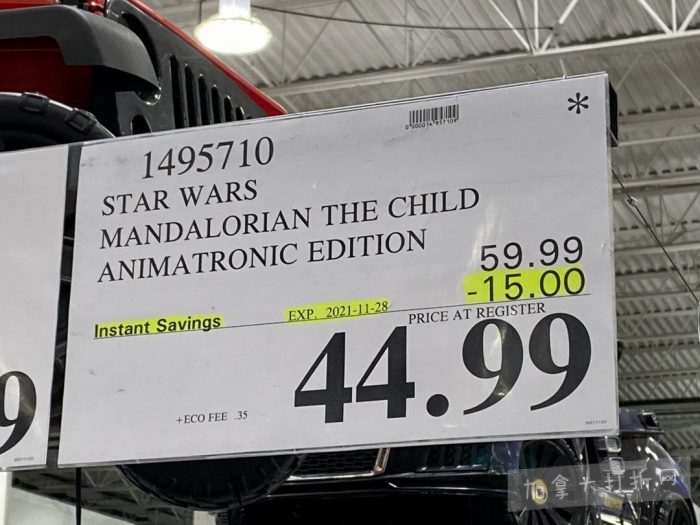 *
1495710
STAR WARS
MANDALORIAN THE CHILD
ANIMATRONIC EDITION
59.99
-15.00
Instant Savings
EXP. 2021-11-28
PRICE AT REGISTER
44.99
+ECO FEE .35
9
加拿大打折网